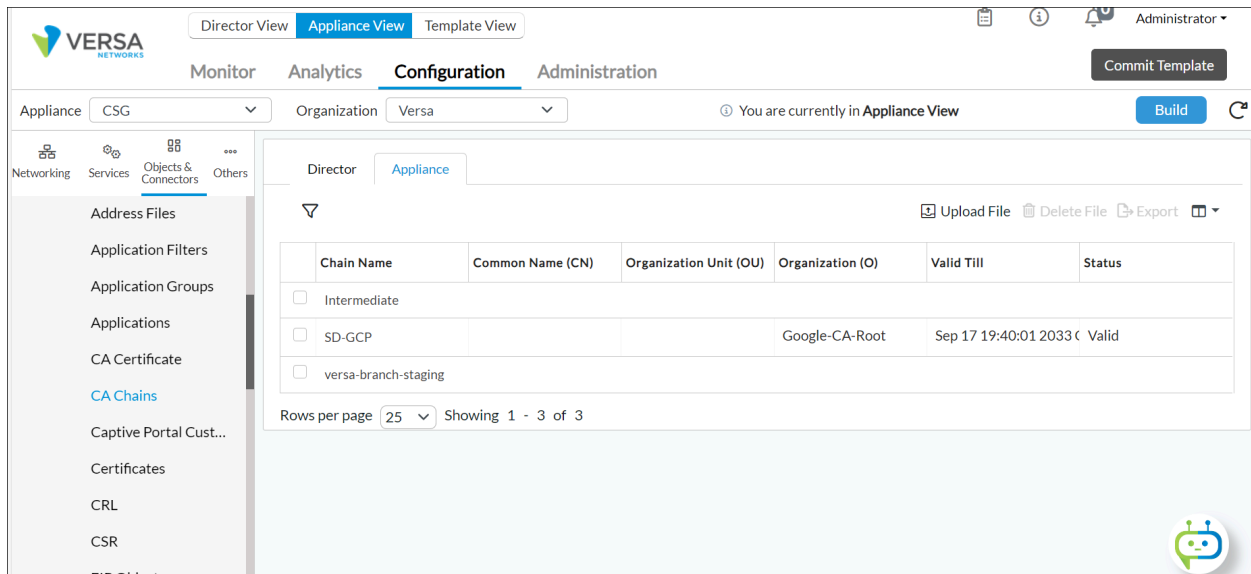 VERSA
NETWORKS
Director View Appliance View Template View
Administrator
Monitor Analytics Configuration Administration
Commit Template
Appliance CSG Organization Versa You are currently in Appliance View Build
Networking Services Objects & Connectors Others
Director Appliance
Address Files
Upload File Delete File Export
Application Filters
Chain Name Common Name (CN) Organization Unit (OU) Organization (O) Valid Till Status
Application Groups
Intermediate
Applications
SD-GCP Google-CA-Root Sep 17 19:40:01 2033 Valid
CA Certificate
versa-branch-staging
CA Chains
Rows per page 25 Showing 1 - 3 of 3
Captive Portal Cust...
Certificates
CRL
CSR